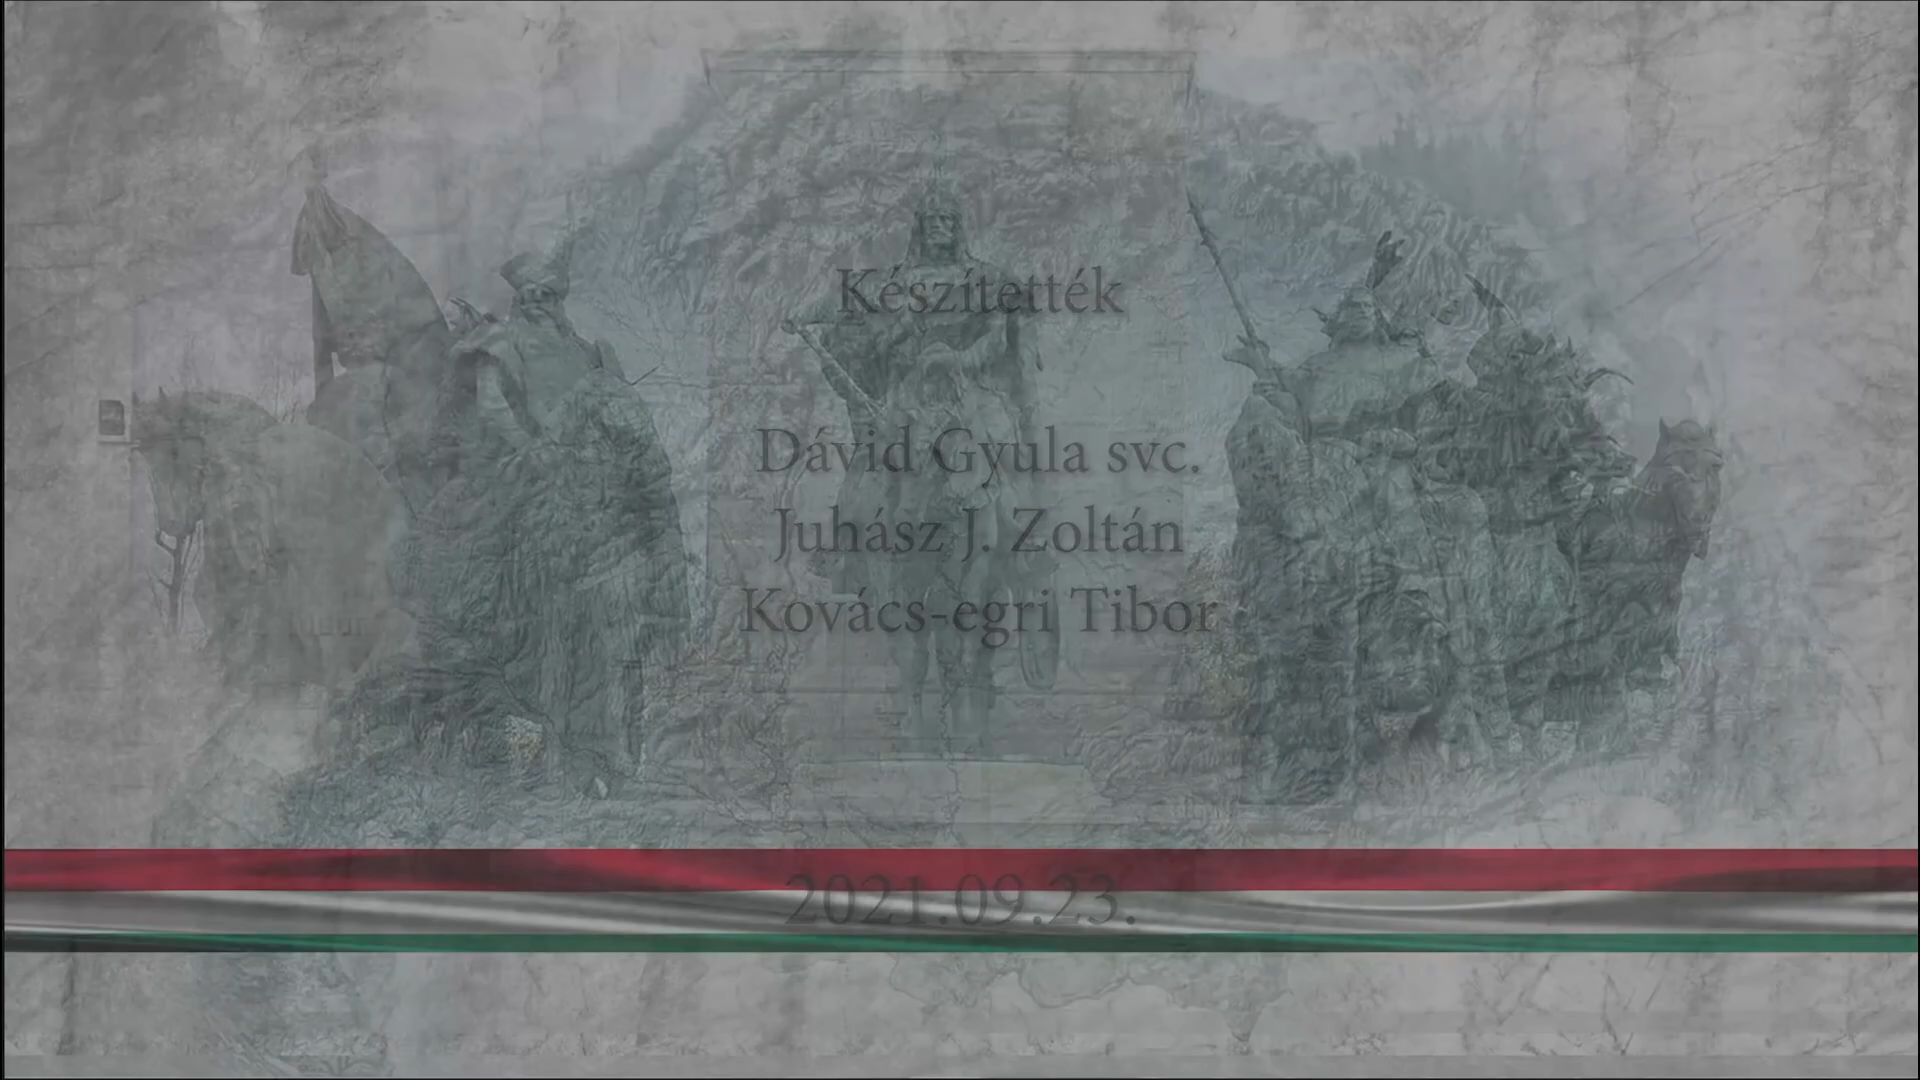 Készítették
Dávid Gyula svc.
Juhász J. Zoltán
Kovács-egri Tibor
2021.09.23.